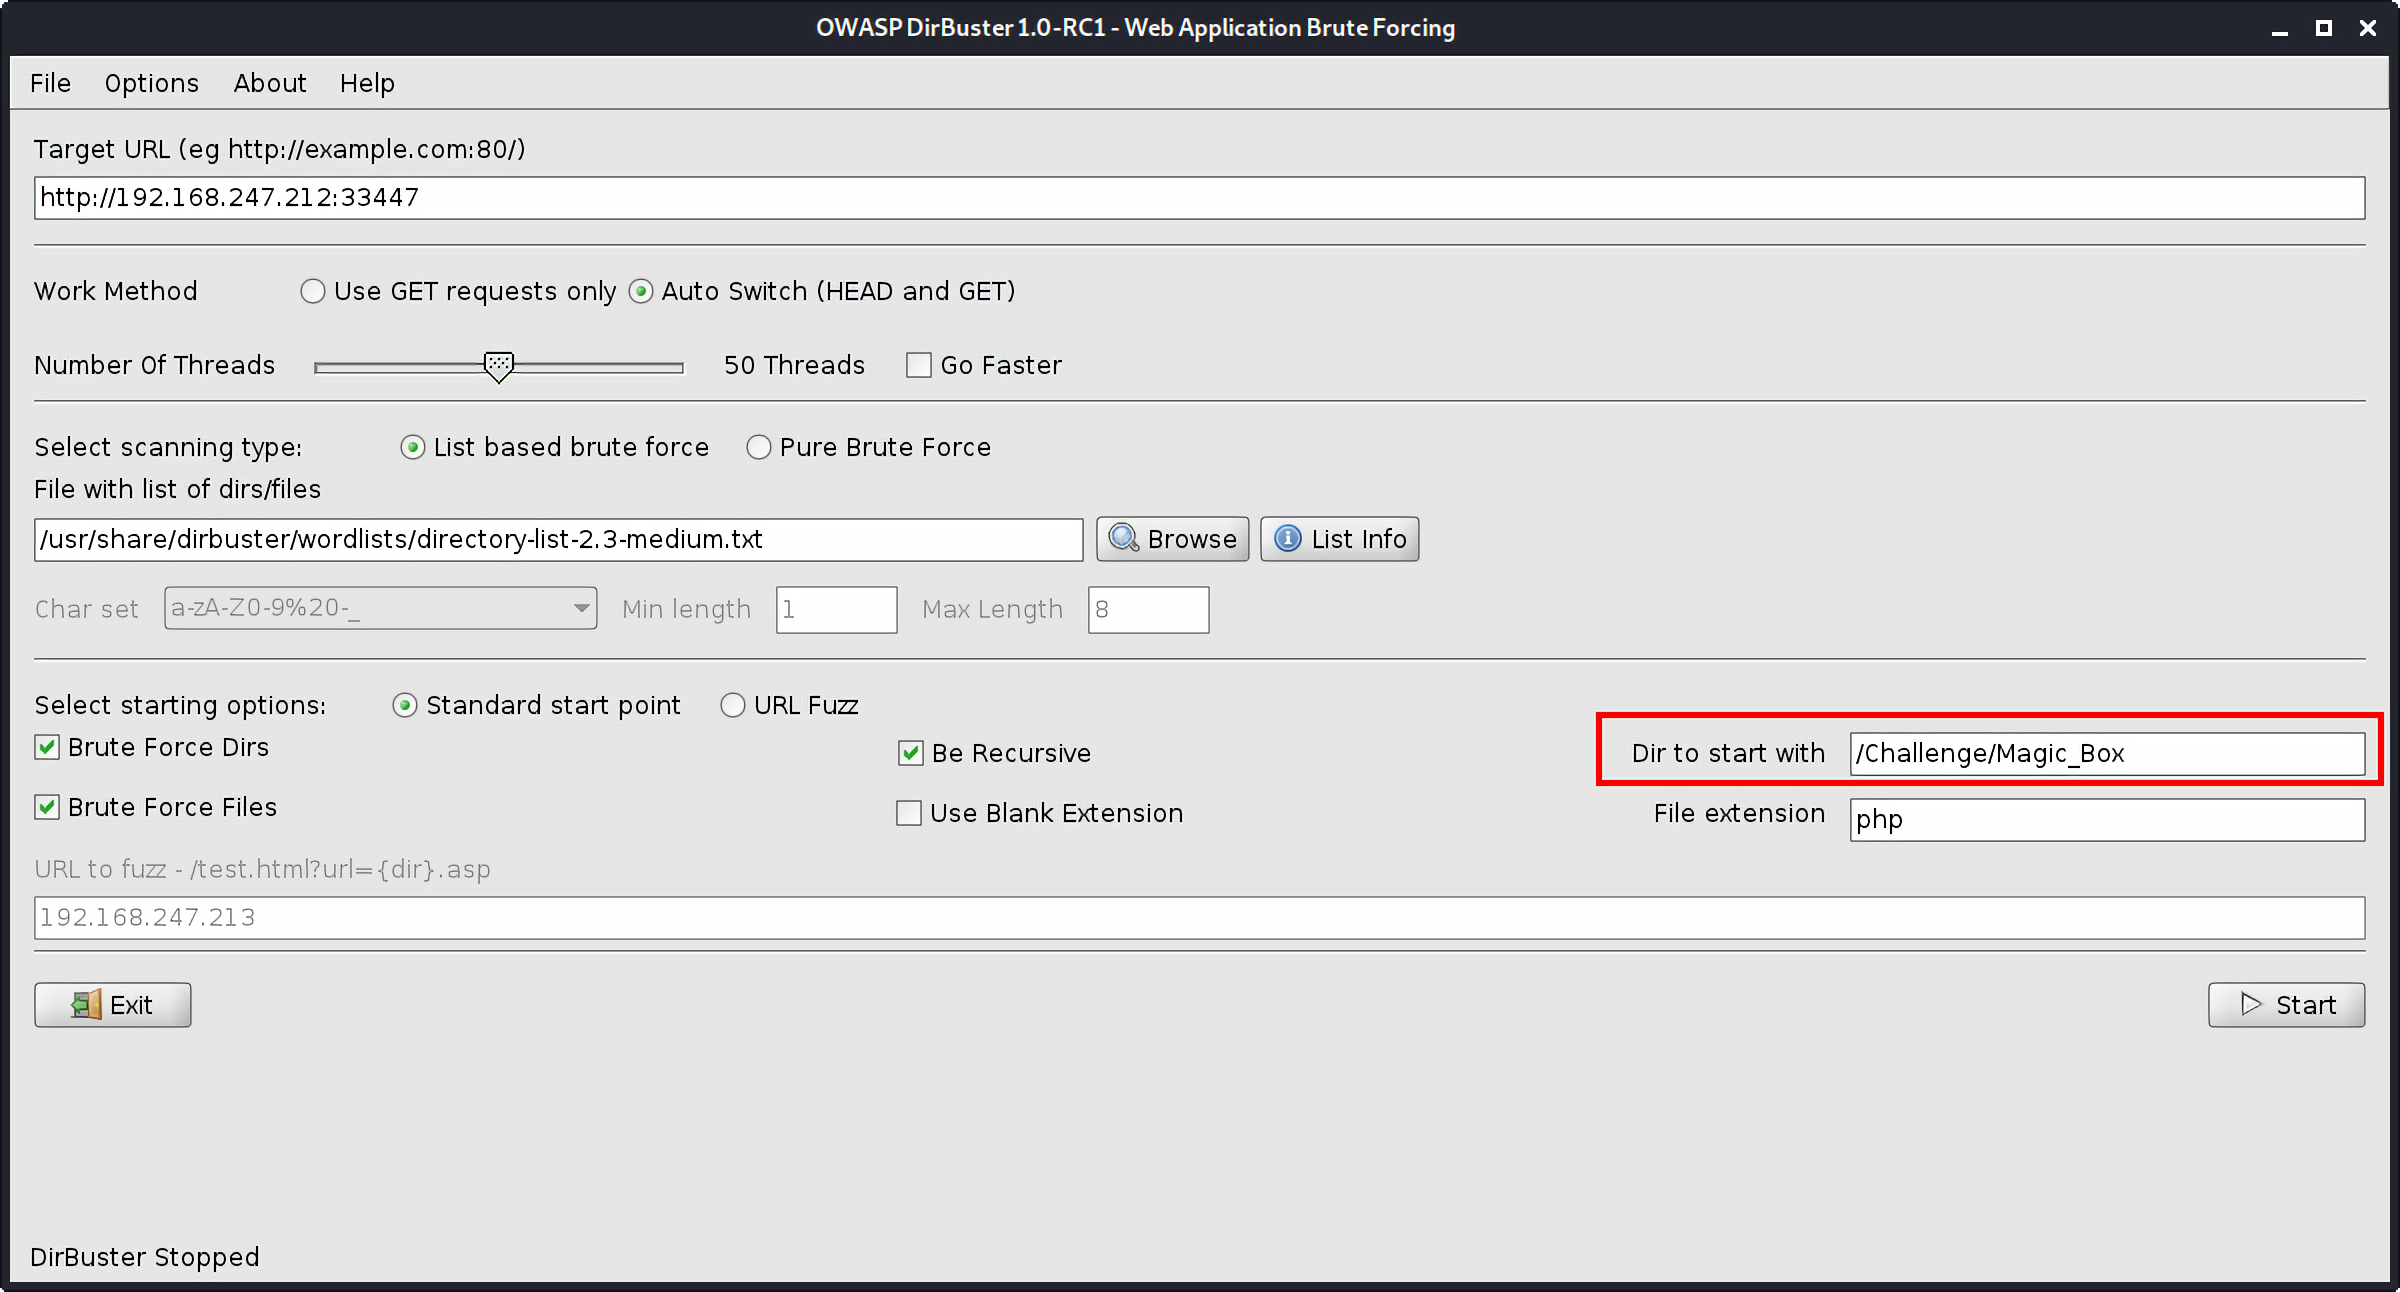 OWASP DirBuster 1.0-RC1 - Web Application Brute Forcing
File Options About Help
Target URL (eg http://example.com:80/)
http://192.168.247.212:33447
Work Method Use GET requests only Auto Switch (HEAD and GET)
Number Of Threads 50 Threads Go Faster
Select scanning type: List based brute force Pure Brute Force
File with list of dirs/files
/usr/share/dirbuster/wordlists/directory-list-2.3-medium.txt Browse List Info
Char set a-zA-Z0-9%20-_ Min length 1 Max Length 8
Select starting options: Standard start point URL Fuzz
Brute Force Dirs Be Recursive Dir to start with /Challenge/Magic_Box
Brute Force Files Use Blank Extension File extension php
URL to fuzz - /test.html?url={dir}.asp
192.168.247.213
Exit Start
DirBuster Stopped